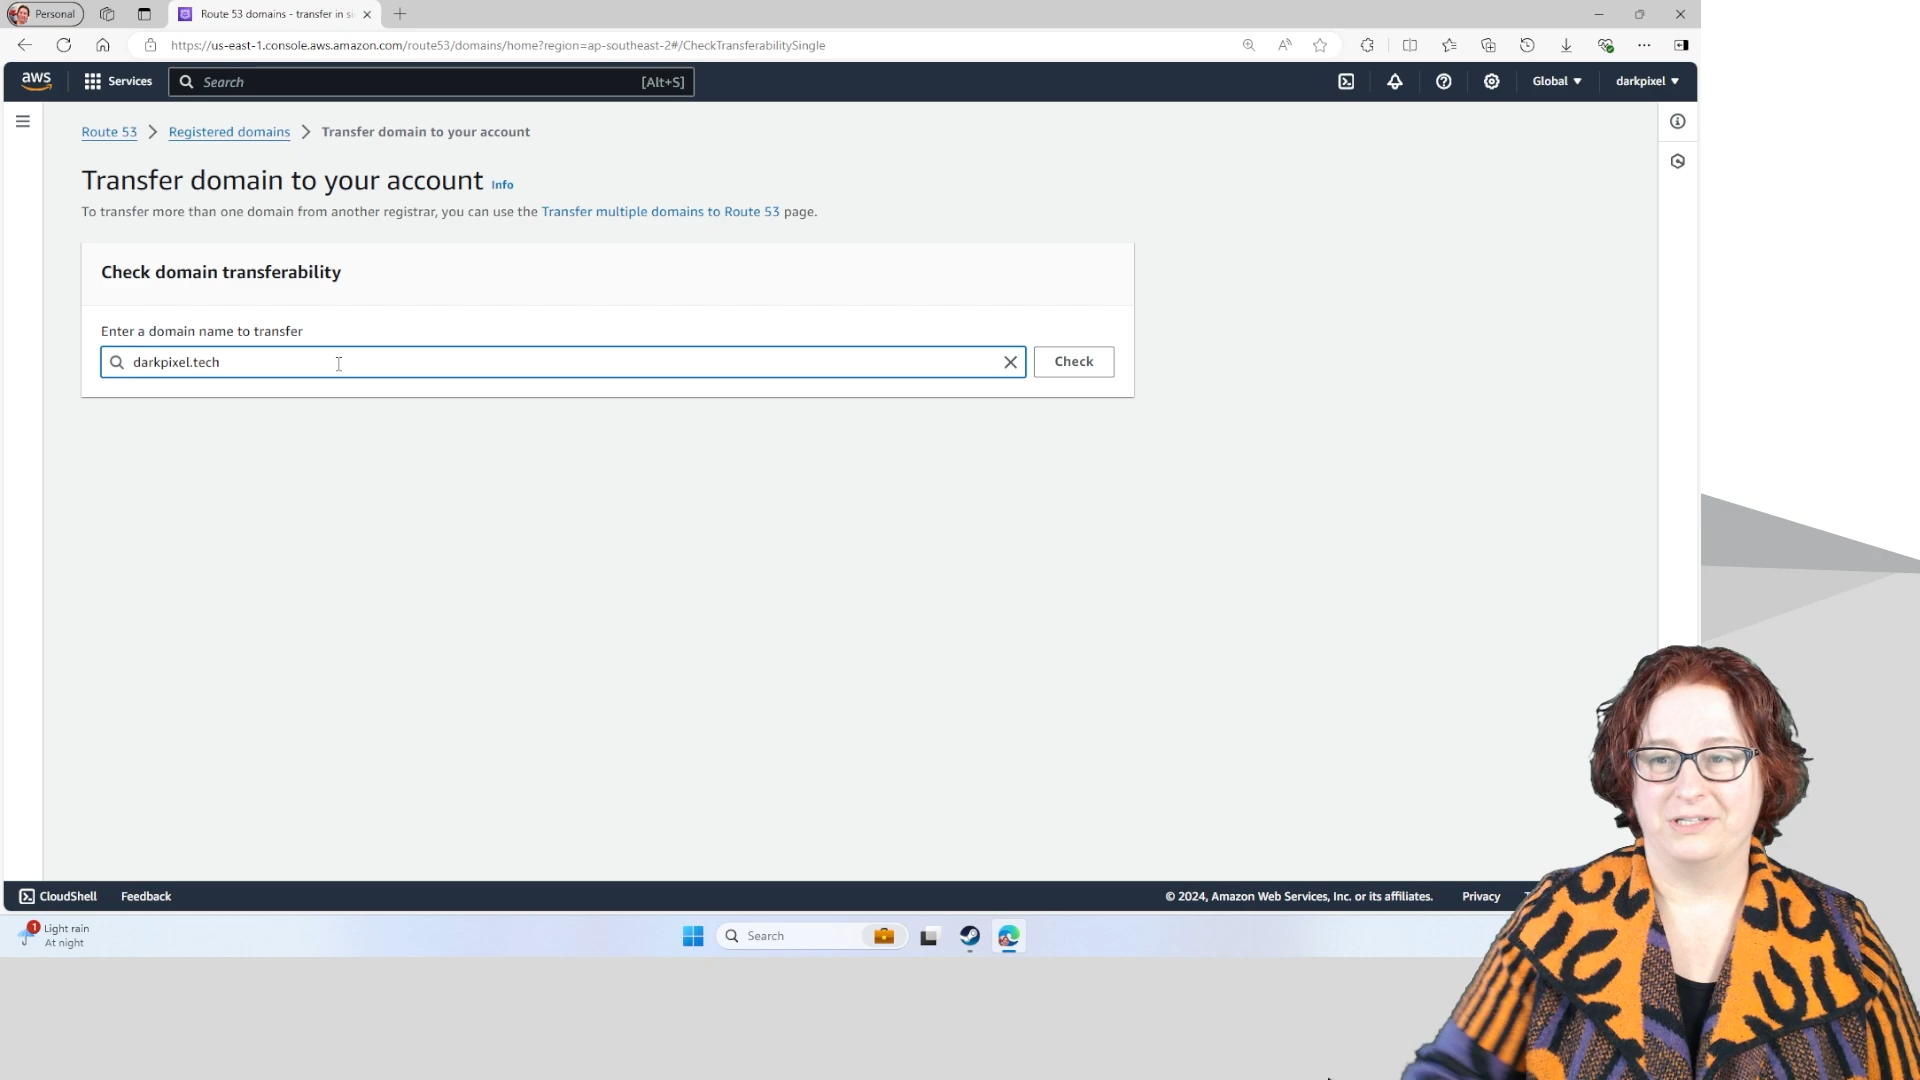 Personal
Route 53 domains - transfer in si
https://us-east-1.console.aws.amazon.com/route53/domains/home?region=ap-southeast-2#/CheckTransferabilitySingle
aws
Services
Search
[Alt+S]
Global
darkpixel
Route 53 > Registered domains > Transfer domain to your account
Transfer domain to your account Info
To transfer more than one domain from another registrar, you can use the Transfer multiple domains to Route 53 page.
Check domain transferability
Enter a domain name to transfer
darkpixel.tech
Check
CloudShell
Feedback
© 2024, Amazon Web Services, Inc. or its affiliates.
Privacy
1
Light rain
At night
Search